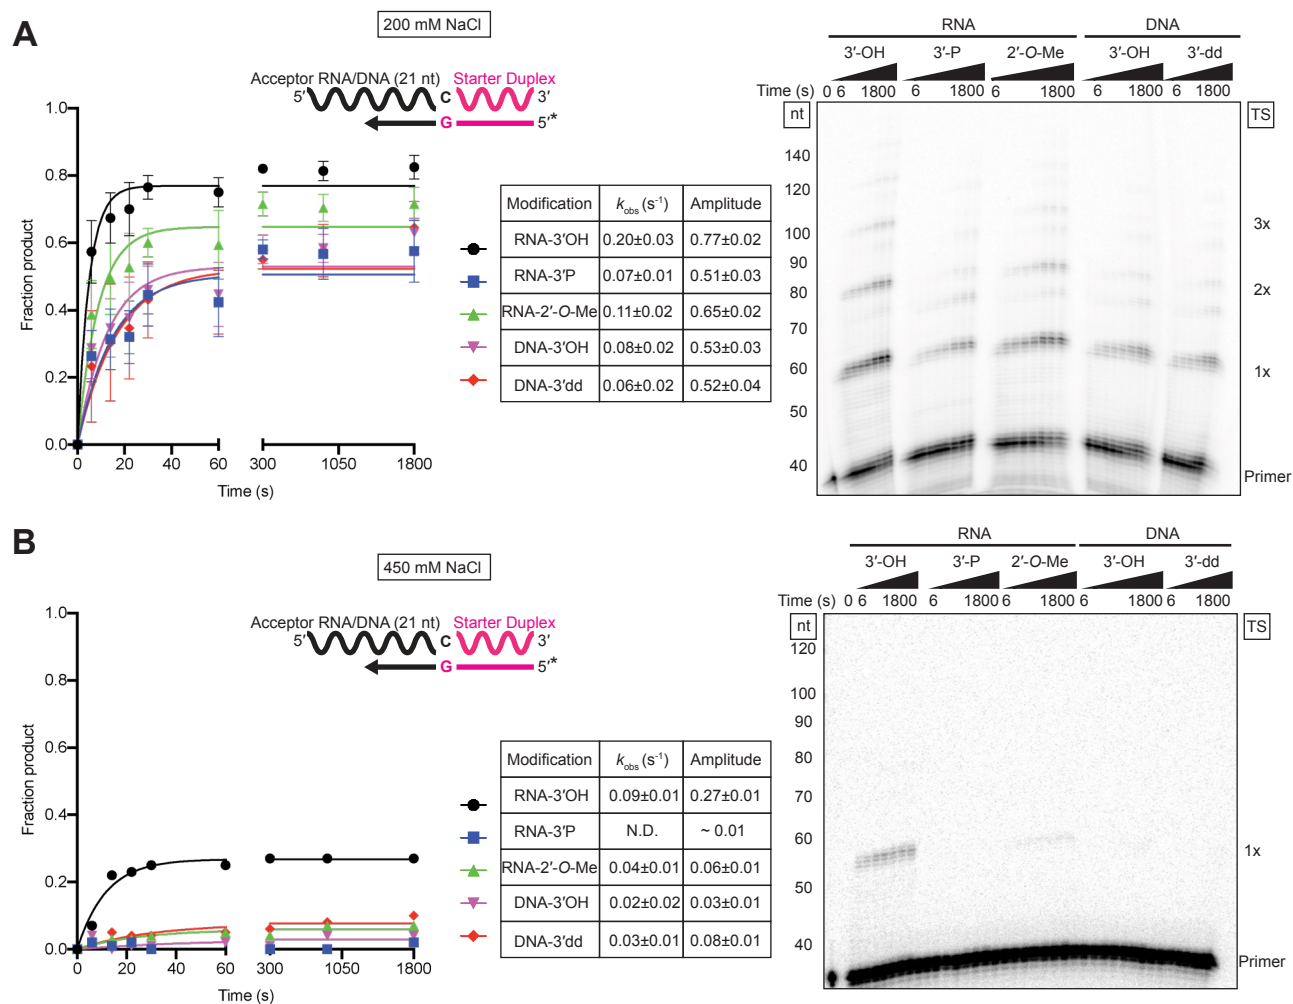 A
200 mM NaCl
Acceptor RNA/DNA (21 nt) Starter Duplex
5′ C 3′
G 5′*
Fraction product
1.0
0.8
0.6
0.4
0.2
0.0
0 20 40 60 300 1050 1800
Time (s)
Modification kobs (s-1) Amplitude
RNA-3′OH 0.20±0.03 0.77±0.02
RNA-3′P 0.07±0.01 0.51±0.03
RNA-2′-O-Me 0.11±0.02 0.65±0.02
DNA-3′OH 0.08±0.02 0.53±0.03
DNA-3′dd 0.06±0.02 0.52±0.04
RNA DNA
3′-OH 3′-P 2′-O-Me 3′-OH 3′-dd
Time (s) 0 6 1800 6 1800 6 1800 6 1800 6 1800
nt TS
140
120
100 3x
90
80 2x
70
60 1x
50
40 Primer
B
450 mM NaCl
Acceptor RNA/DNA (21 nt) Starter Duplex
5′ C 3′
G 5′*
Fraction product
1.0
0.8
0.6
0.4
0.2
0.0
0 20 40 60 300 1050 1800
Time (s)
Modification kobs (s-1) Amplitude
RNA-3′OH 0.09±0.01 0.27±0.01
RNA-3′P N.D. ~ 0.01
RNA-2′-O-Me 0.04±0.01 0.06±0.01
DNA-3′OH 0.02±0.02 0.03±0.01
DNA-3′dd 0.03±0.01 0.08±0.01
RNA DNA
3′-OH 3′-P 2′-O-Me 3′-OH 3′-dd
Time (s) 0 6 1800 6 1800 6 1800 6 1800 6 1800
nt TS
120
100
90
80
70
60 1x
50
40 Primer